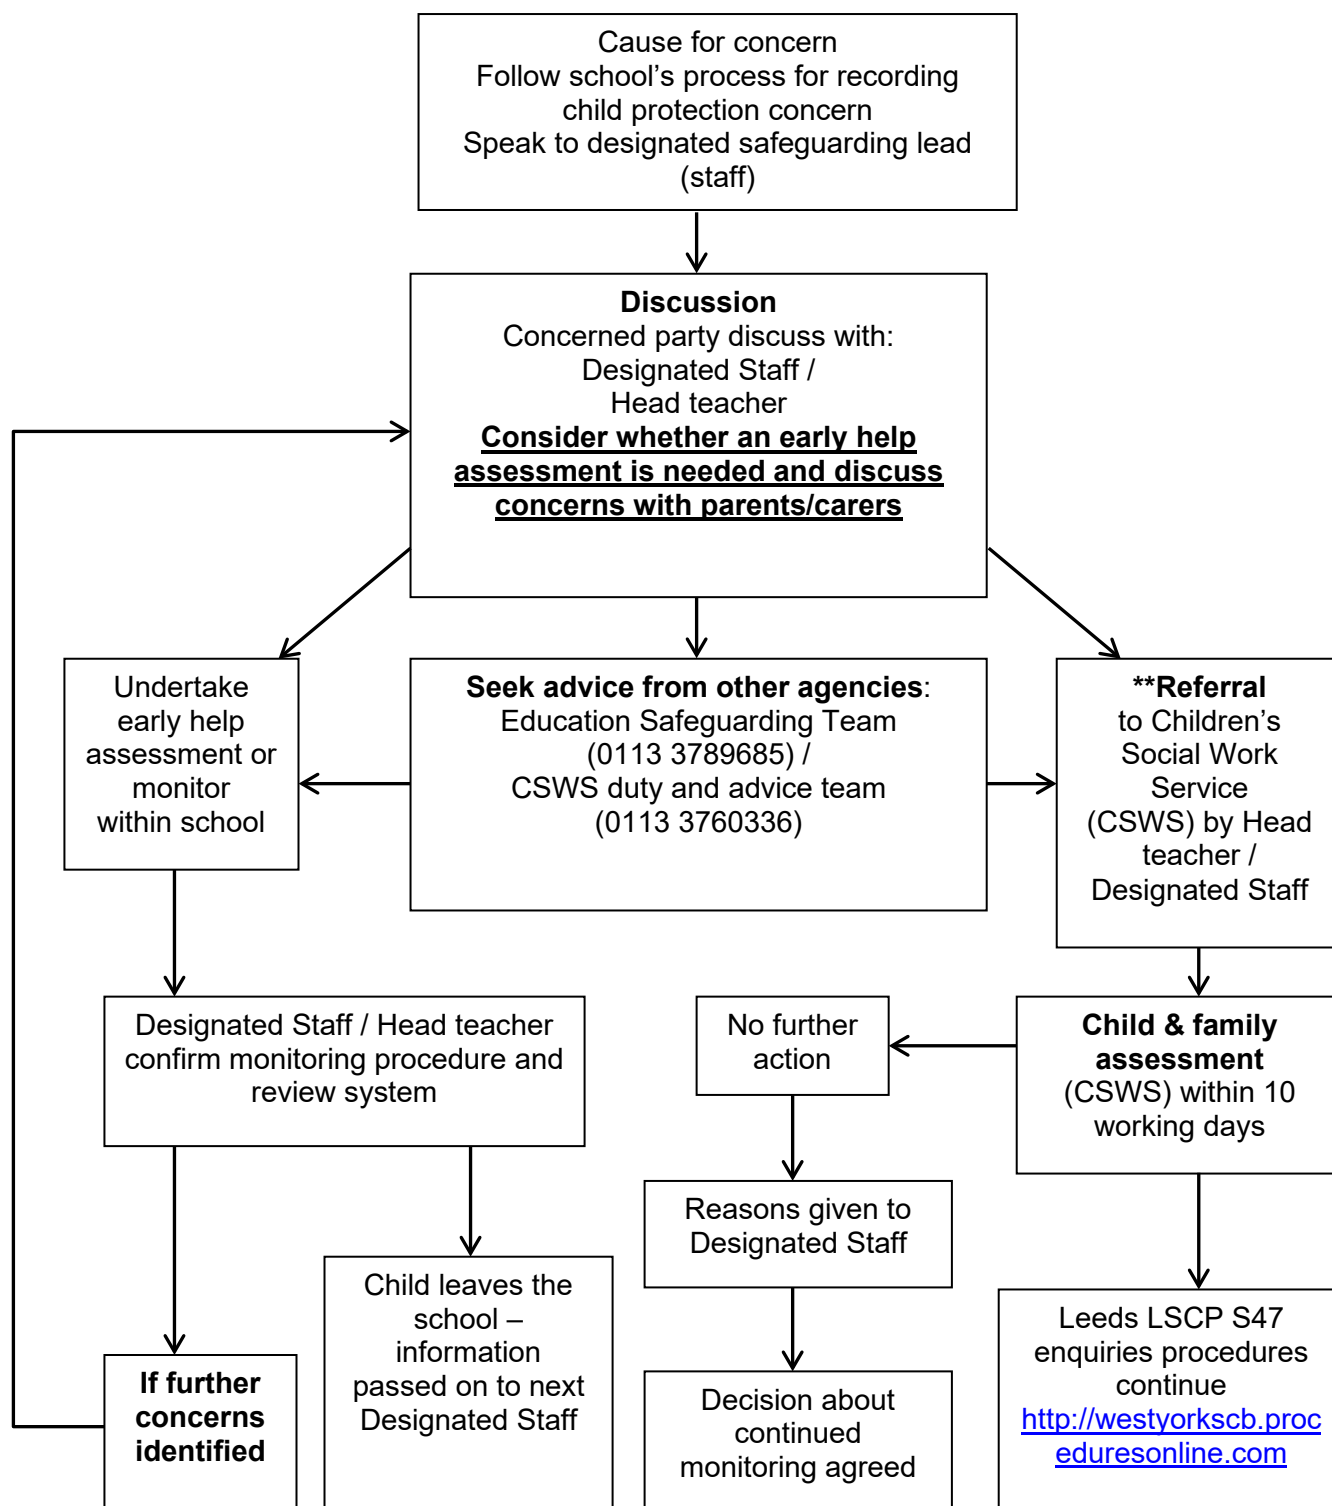 Cause for concern
Follow school’s process for recording
child protection concern
Speak to designated safeguarding lead
(staff)
Discussion
Concerned party discuss with:
Designated Staff /
Head teacher
Consider whether an early help
assessment is needed and discuss
concerns with parents/carers
Undertake
early help
assessment or
monitor
within school
Seek advice from other agencies:
Education Safeguarding Team
(0113 3789685) /
CSWS duty and advice team
(0113 3760336)
**Referral
to Children’s
Social Work
Service
(CSWS) by Head
teacher /
Designated Staff
Designated Staff / Head teacher
confirm monitoring procedure and
review system
No further
action
Child & family
assessment
(CSWS) within 10
working days
Reasons given to
Designated Staff
Child leaves the
school –
information
passed on to next
Designated Staff
Leeds LSCP S47
enquiries procedures
continue
http://westyorkscb.proc
eduresonline.com
If further
concerns
identified
Decision about
continued
monitoring agreed